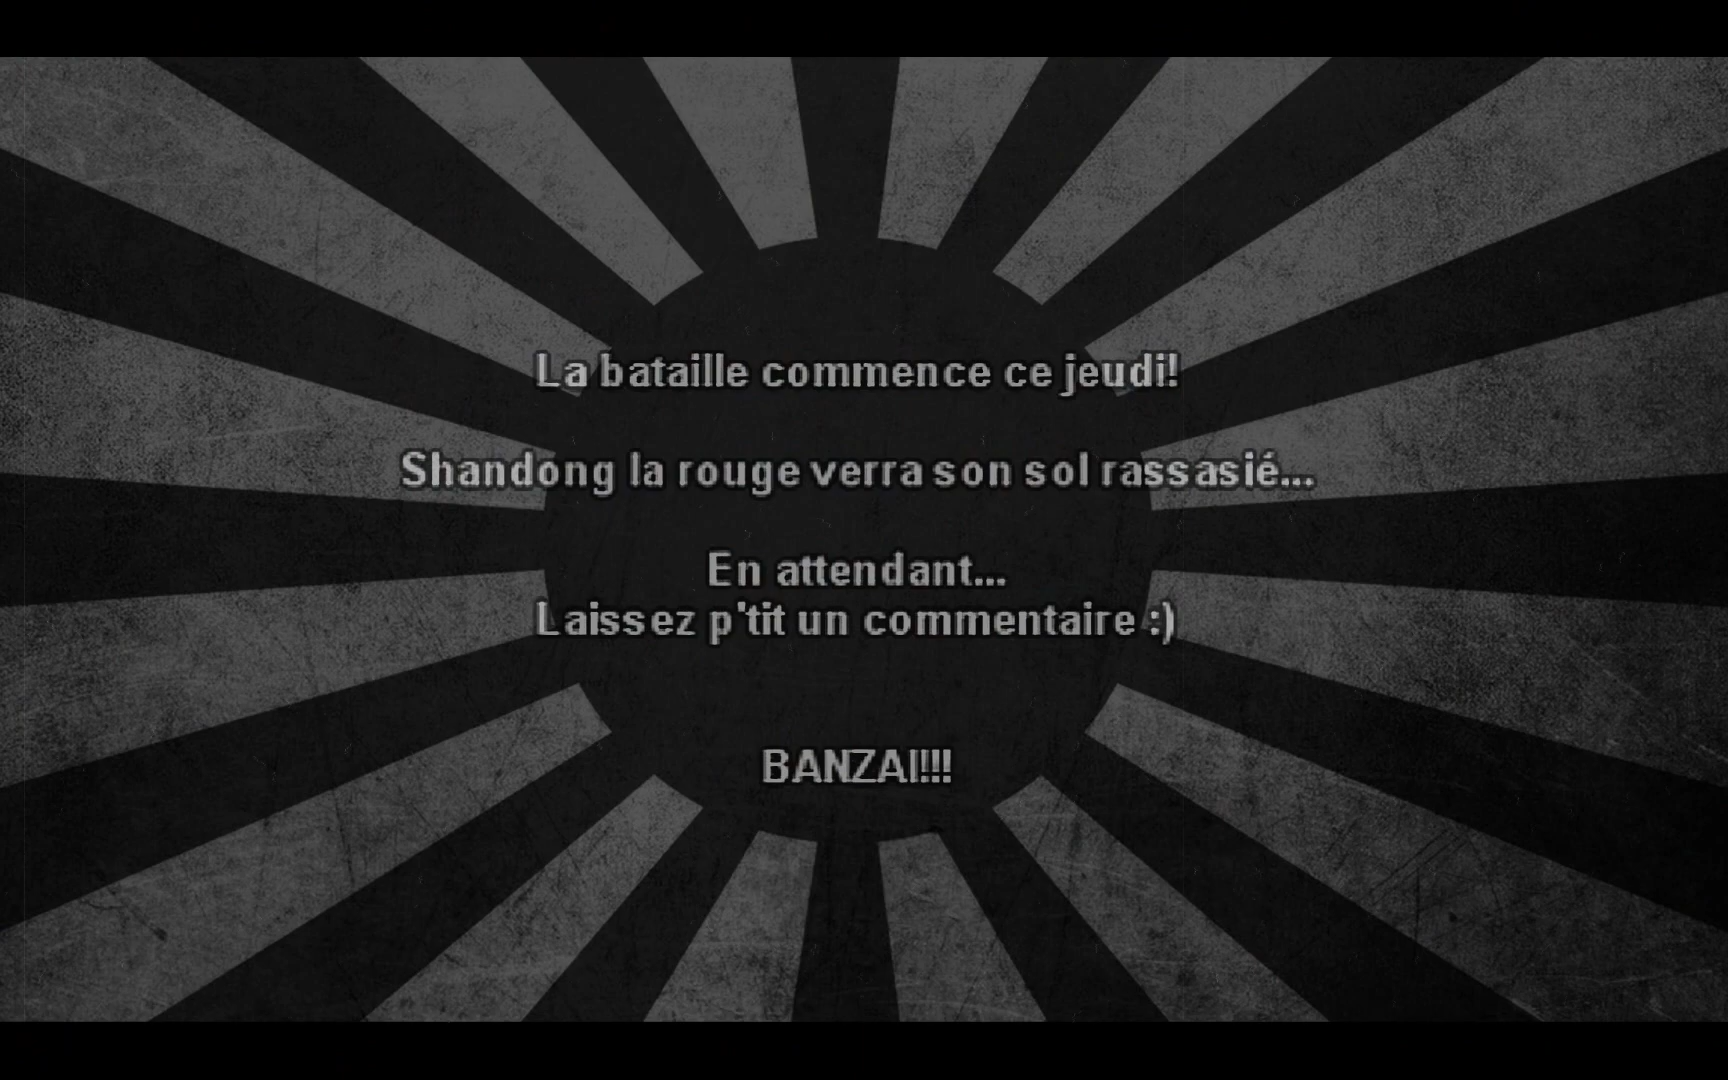 La bataille commence ce jeudi!
Shandong la rouge verra son sol rassasié...
En attendant...
Laissez p'tit un commentaire :)
BANZAI!!!